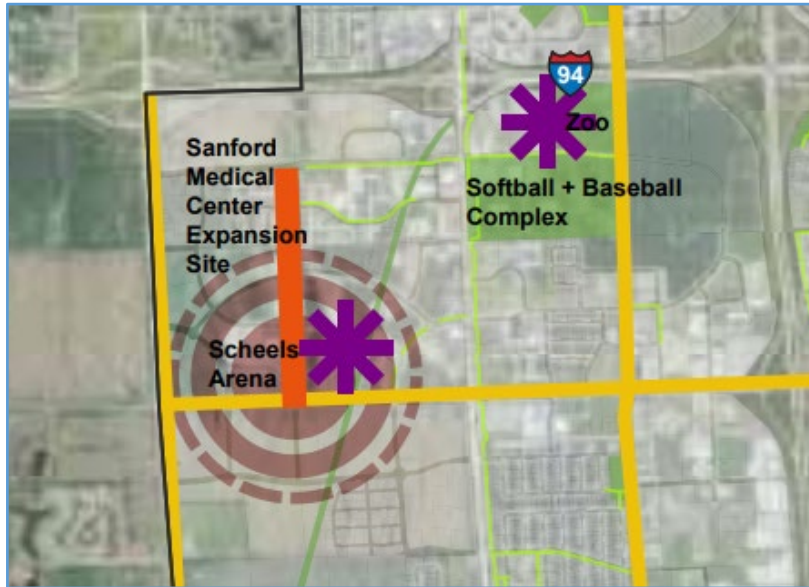 94
Zoo
Sanford
Medical
Center
Expansion
Site
Softball + Baseball
Complex
Scheels
Arena